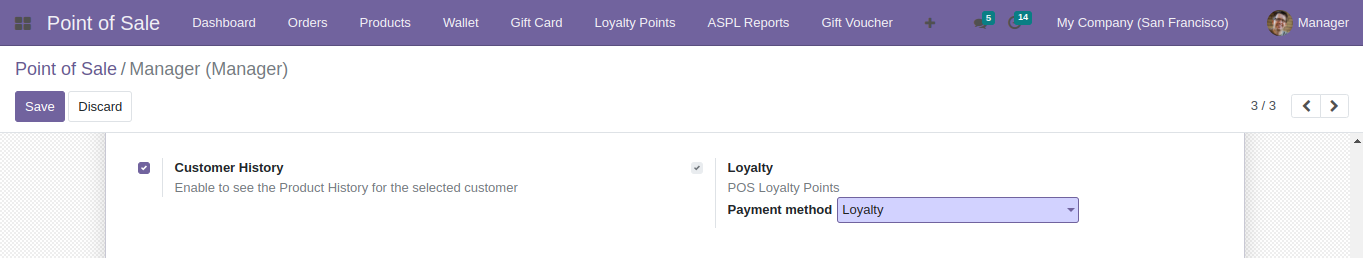 Point of Sale Dashboard Orders Products Wallet Gift Card Loyalty Points ASPL Reports Gift Voucher 5 14 My Company (San Francisco) Manager
Point of Sale / Manager (Manager)
Save Discard 3 / 3
Customer History
Enable to see the Product History for the selected customer
Loyalty
POS Loyalty Points
Payment method Loyalty